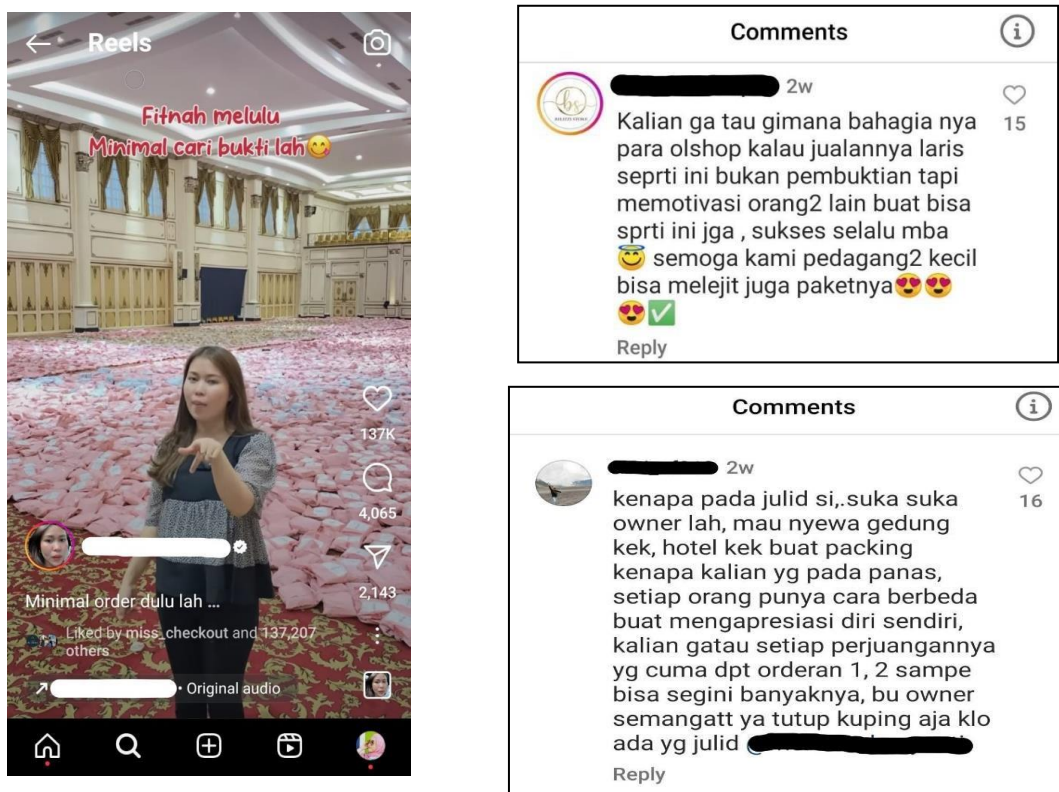 Reels
Fitnah melulu
Minimal cari bukti lah😋
137K
4,065
2,143
Minimal order dulu lah ...
Liked by miss_checkout and 137,207
others
• Original audio
Comments
2w
15
Kalian ga tau gimana bahagia nya
para olshop kalau jualannya laris
seprti ini bukan pembuktian tapi
memotivasi orang2 lain buat bisa
sprti ini jga , sukses selalu mba
😇 semoga kami pedagang2 kecil
bisa melejit juga paketnya😍😍
😍✅
Reply
Comments
2w
16
kenapa pada julid si,.suka suka
owner lah, mau nyewa gedung
kek, hotel kek buat packing
kenapa kalian yg pada panas,
setiap orang punya cara berbeda
buat mengapresiasi diri sendiri,
kalian gatau setiap perjuangannya
yg cuma dpt orderan 1, 2 sampe
bisa segini banyaknya, bu owner
semangatt ya tutup kuping aja klo
ada yg julid
Reply